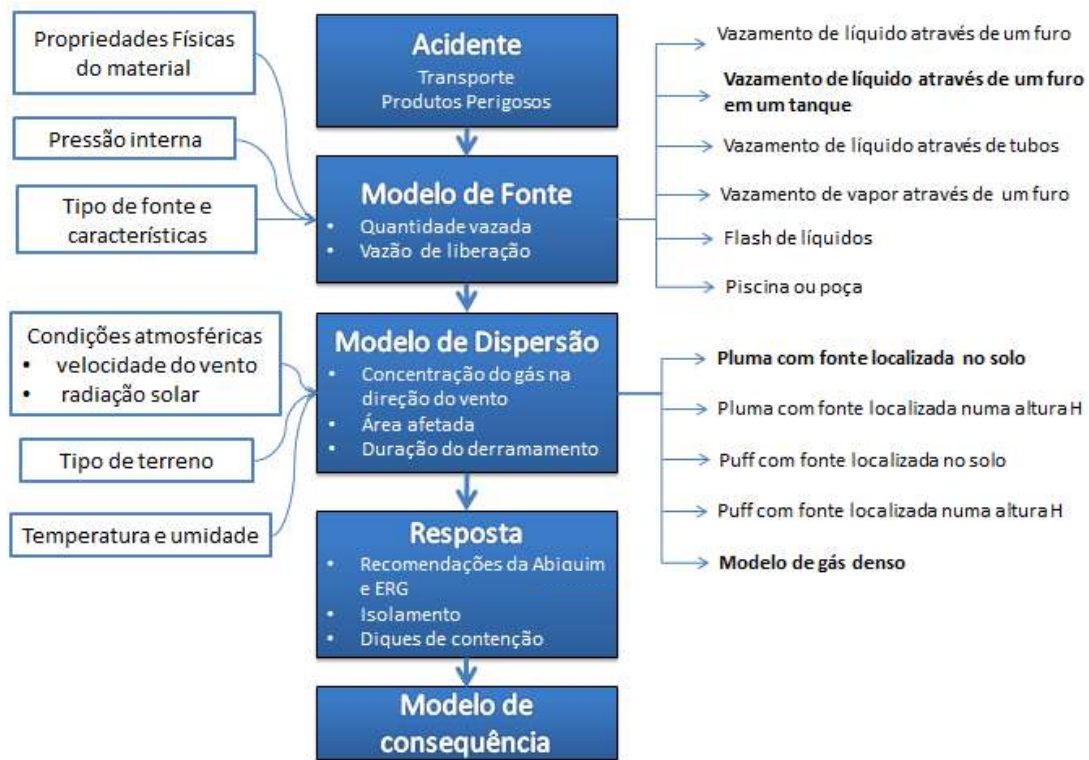 Propriedades Físicas
do material
Pressão interna
Tipo de fonte e
características
Condições atmosféricas
• velocidade do vento
• radiação solar
Tipo de terreno
Temperatura e umidade
Acidente
Transporte
Produtos Perigosos
Modelo de Fonte
• Quantidade vazada
• Vazão de liberação
Modelo de Dispersão
• Concentração do gás na
direção do vento
• Área afetada
• Duração do derramamento
Resposta
• Recomendações da Abiquim
e ERG
• Isolamento
• Diques de contenção
Modelo de
consequência
Vazamento de líquido através de um furo
Vazamento de líquido através de um furo
em um tanque
Vazamento de líquido através de tubos
Vazamento de vapor através de um furo
Flash de líquidos
Piscina ou poça
Pluma com fonte localizada no solo
Pluma com fonte localizada numa altura H
Puff com fonte localizada no solo
Puff com fonte localizada numa altura H
Modelo de gás denso